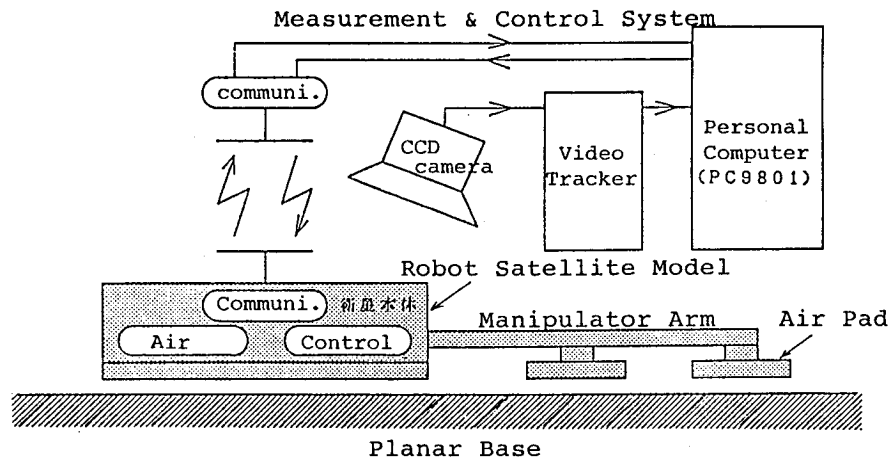 Measurement & Control System
communi.
CCD
camera
Video
Tracker
Personal
Computer
(PC9801)
Robot Satellite Model
Communi.
衛星本体
Air
Control
Manipulator Arm
Air Pad
Planar Base